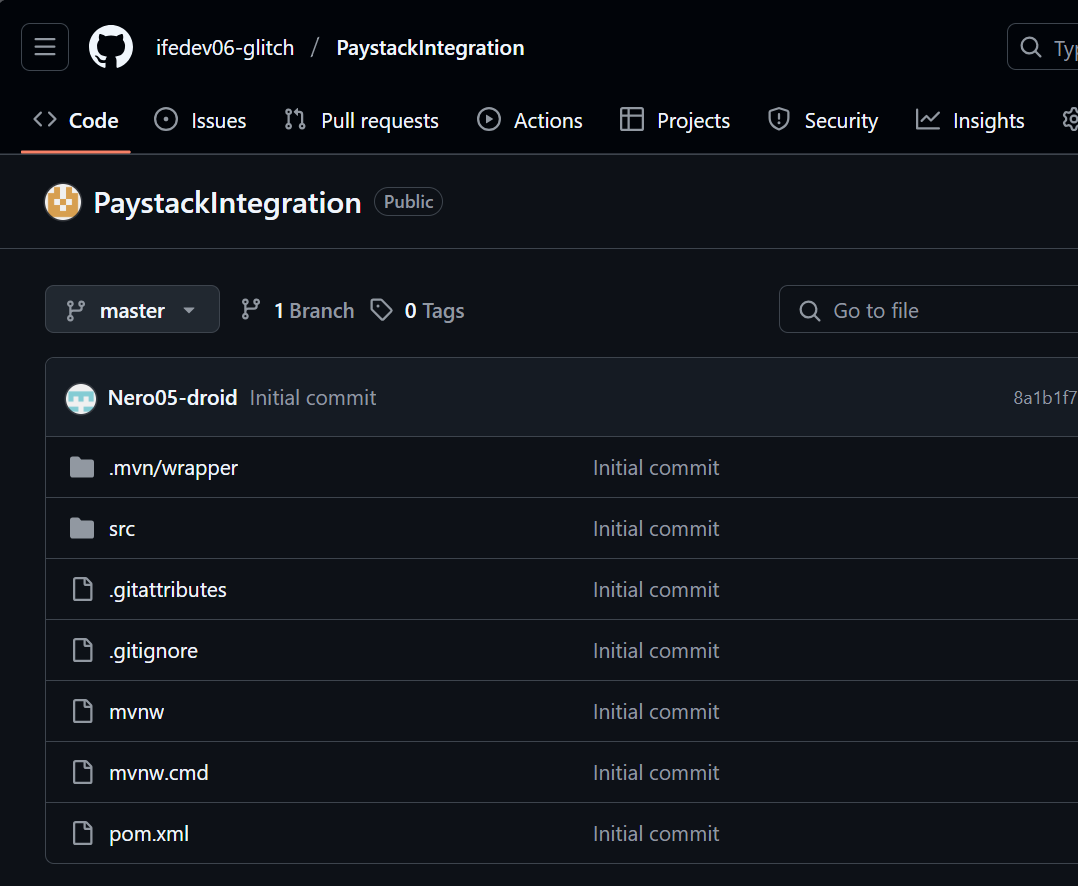 ifedev06-glitch / PaystackIntegration
Code Issues Pull requests Actions Projects Security Insights
PaystackIntegration Public
master 1 Branch 0 Tags Go to file
Nero05-droid Initial commit 8a1b1f7
.mvn/wrapper Initial commit
src Initial commit
.gitattributes Initial commit
.gitignore Initial commit
mvnw Initial commit
mvnw.cmd Initial commit
pom.xml Initial commit